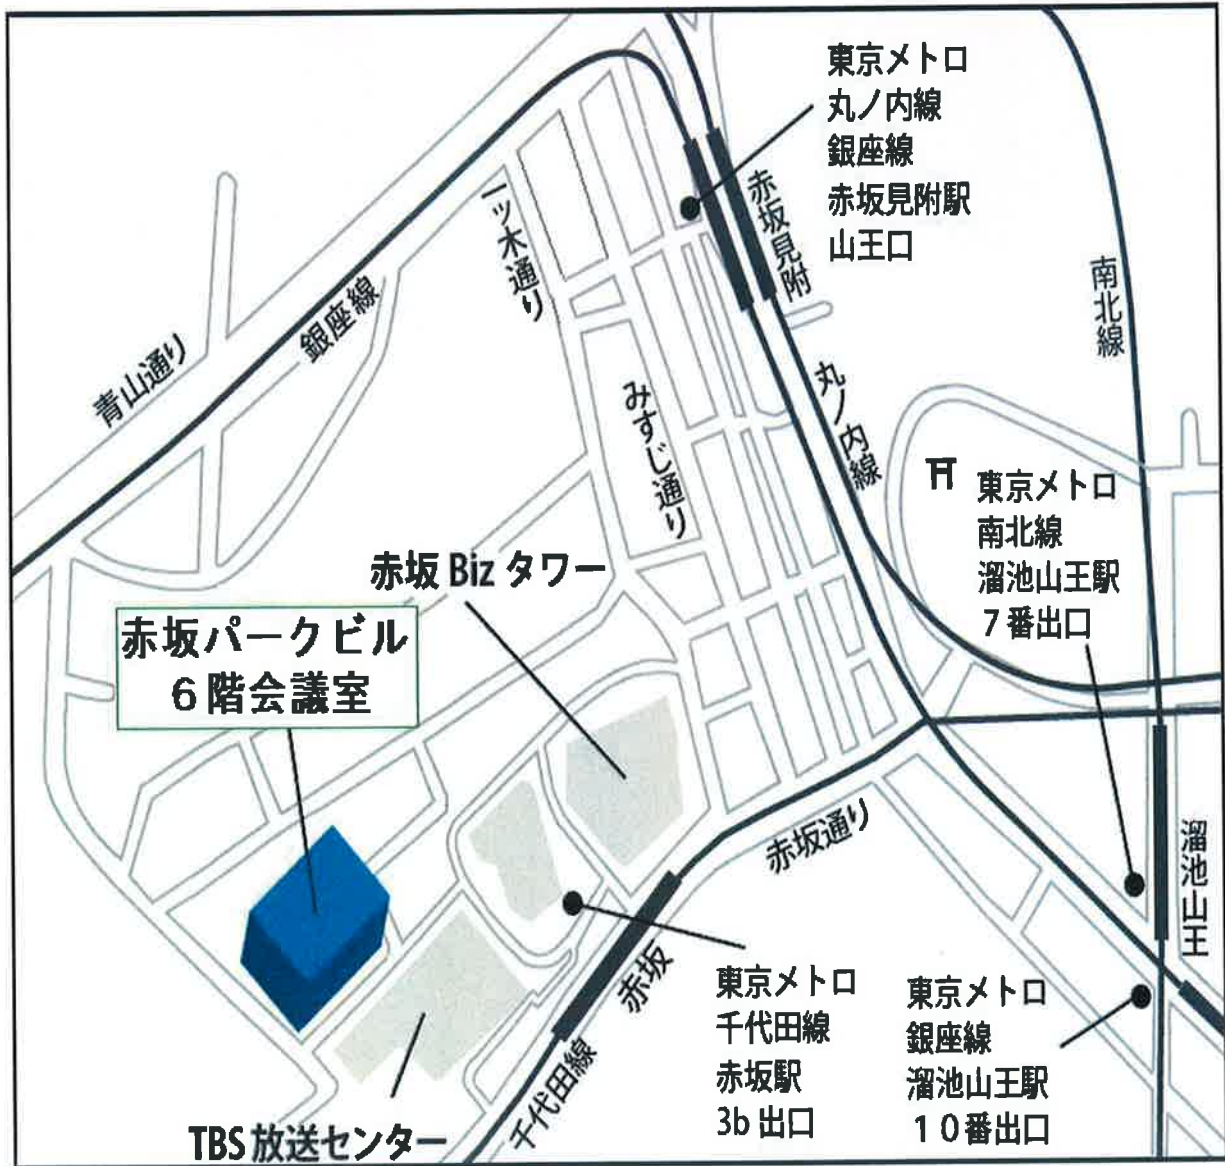 東京メトロ
丸ノ内線
銀座線
赤坂見附駅
山王口
赤坂見附
一ッ木通り
南北線
銀座線
青山通り
みすじ通り
丸ノ内線
東京メトロ
南北線
溜池山王駅
7番出口
赤坂 Biz タワー
赤坂パークビル
6階会議室
赤坂通り
溜池山王
赤坂
東京メトロ
千代田線
赤坂駅
3b 出口
東京メトロ
銀座線
溜池山王駅
10番出口
千代田線
TBS 放送センター